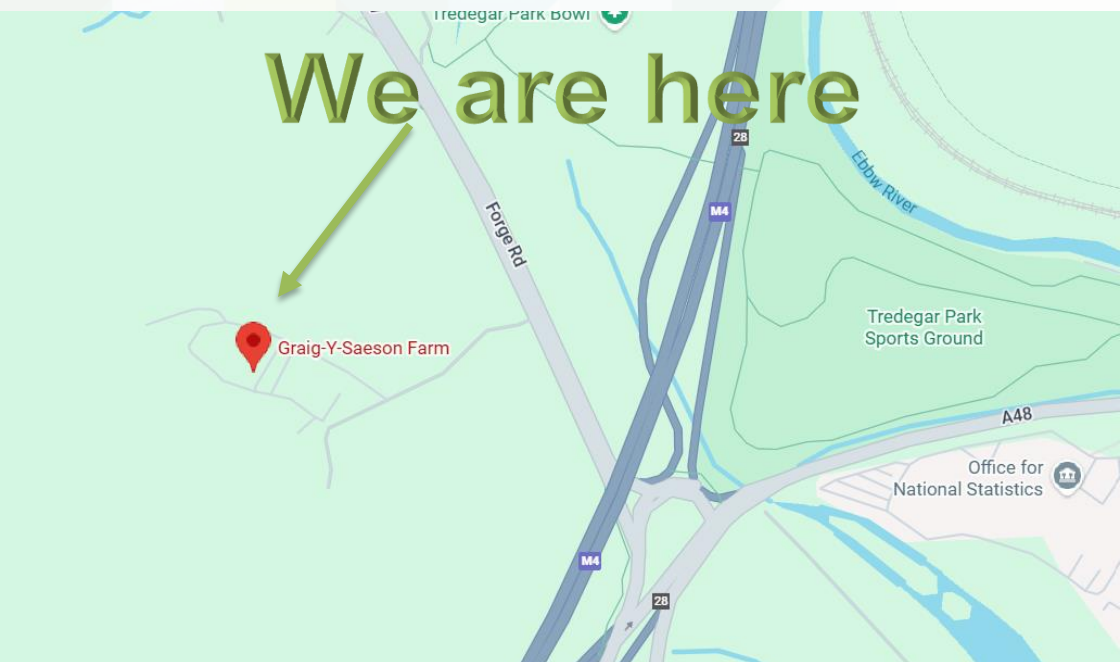 Tredegar Park Bowl
We are here
28
Ebbw River
M4
Forge Rd
Tredegar Park
Sports Ground
Graig-Y-Saeson Farm
A48
Office for
National Statistics
M4
28